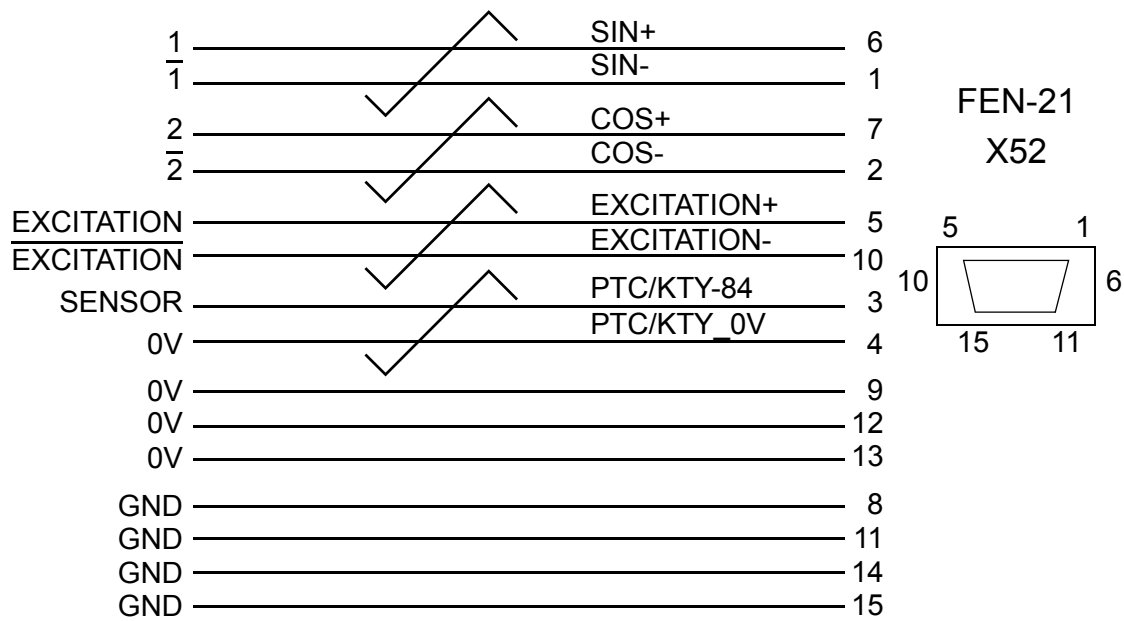 1 SIN+ 6
1̅ SIN- 1
2 COS+ 7
2̅ COS- 2
EXCITATION EXCITATION+ 5
E̅X̅C̅I̅T̅A̅T̅I̅O̅N̅ EXCITATION- 10
SENSOR PTC/KTY-84 3
0V PTC/KTY_0V 4
0V 9
0V 12
0V 13
GND 8
GND 11
GND 14
GND 15
FEN-21
X52
5 1
10 6
15 11